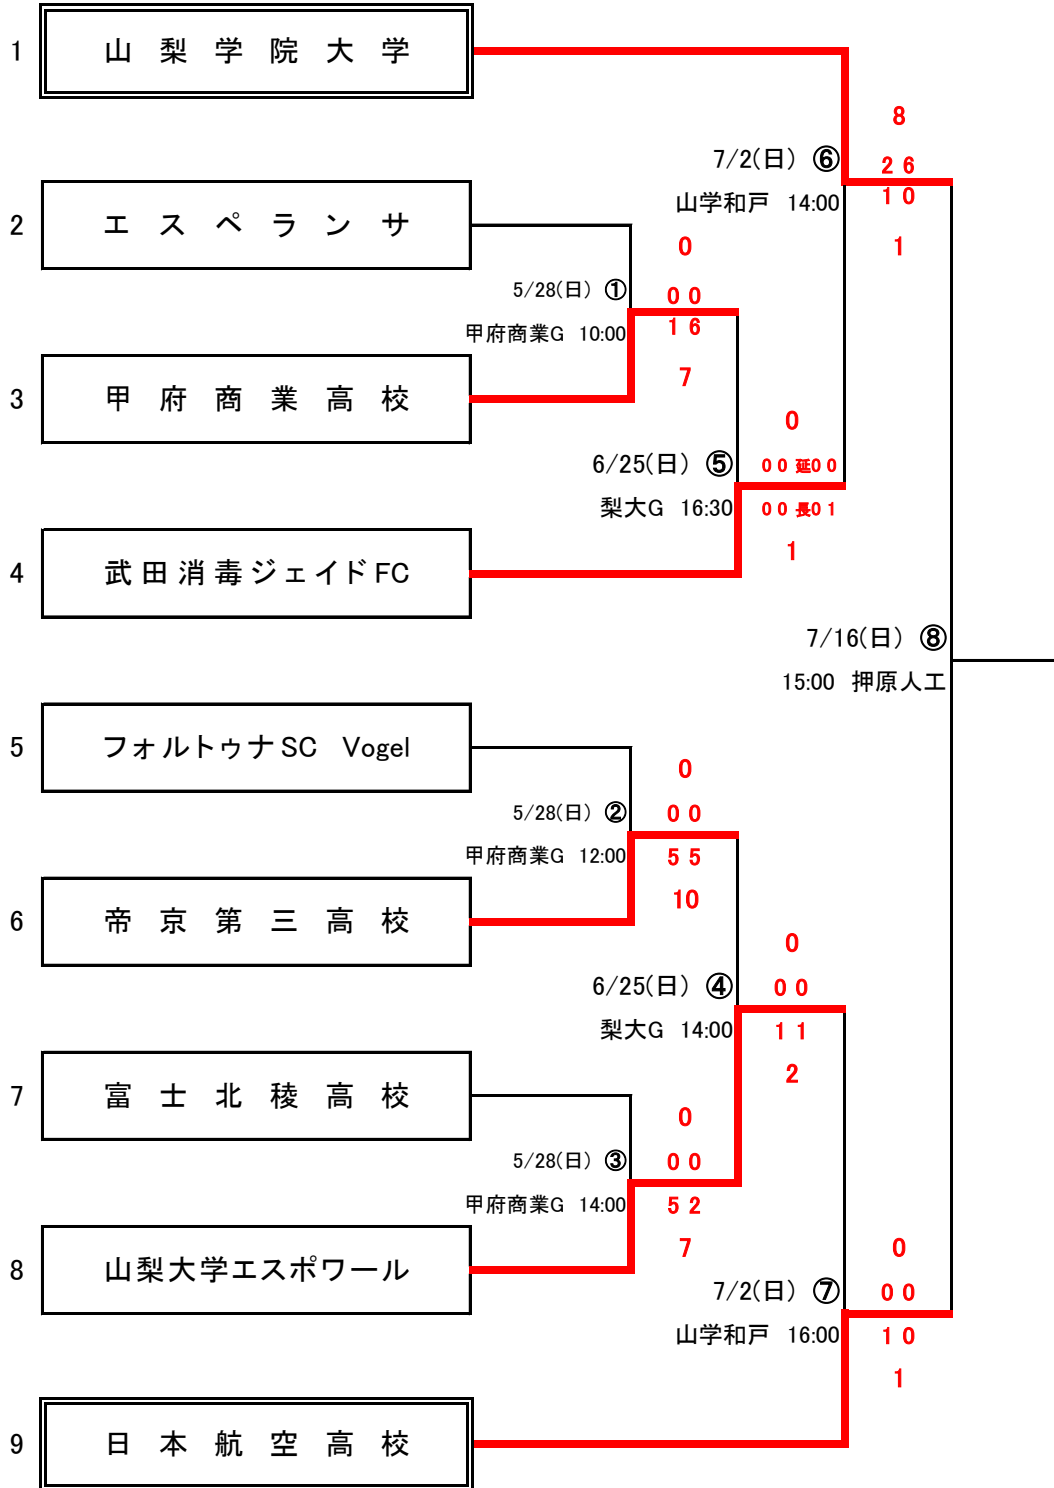 1 山梨学院大学
8
7/2(日) ⑥ 2 6
山学和戸 14:00 1 0
1
2 エスペランサ
0
5/28(日) ① 0 0
甲府商業G 10:00 1 6
7
3 甲府商業高校
0
6/25(日) ⑤ 0 0 延 0 0
梨大G 16:30 0 0 長 0 1
1
4 武田消毒ジェイドFC
7/16(日) ⑧
15:00 押原人工
5 フォルトゥナSC Vogel
0
5/28(日) ② 0 0
甲府商業G 12:00 5 5
10
6 帝京第三高校
0
6/25(日) ④ 0 0
梨大G 14:00 1 1
2
7 富士北稜高校
0
5/28(日) ③ 0 0
甲府商業G 14:00 5 2
7
8 山梨大学エスポワール
0
7/2(日) ⑦ 0 0
山学和戸 16:00 1 0
1
9 日本航空高校